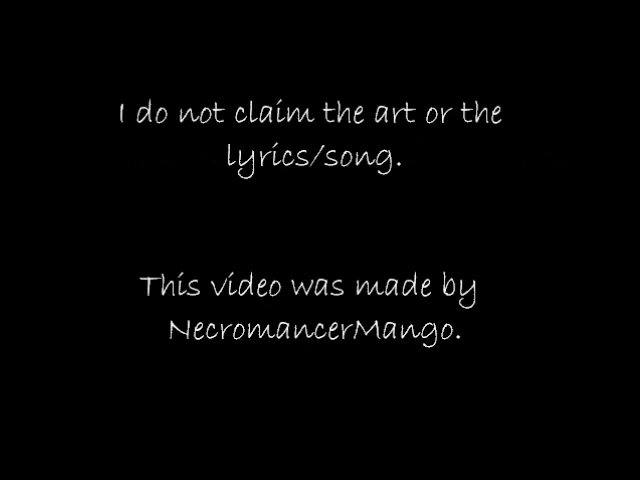 I do not claim the art or the
lyrics/song.
This video was made by
NecromancerMango.